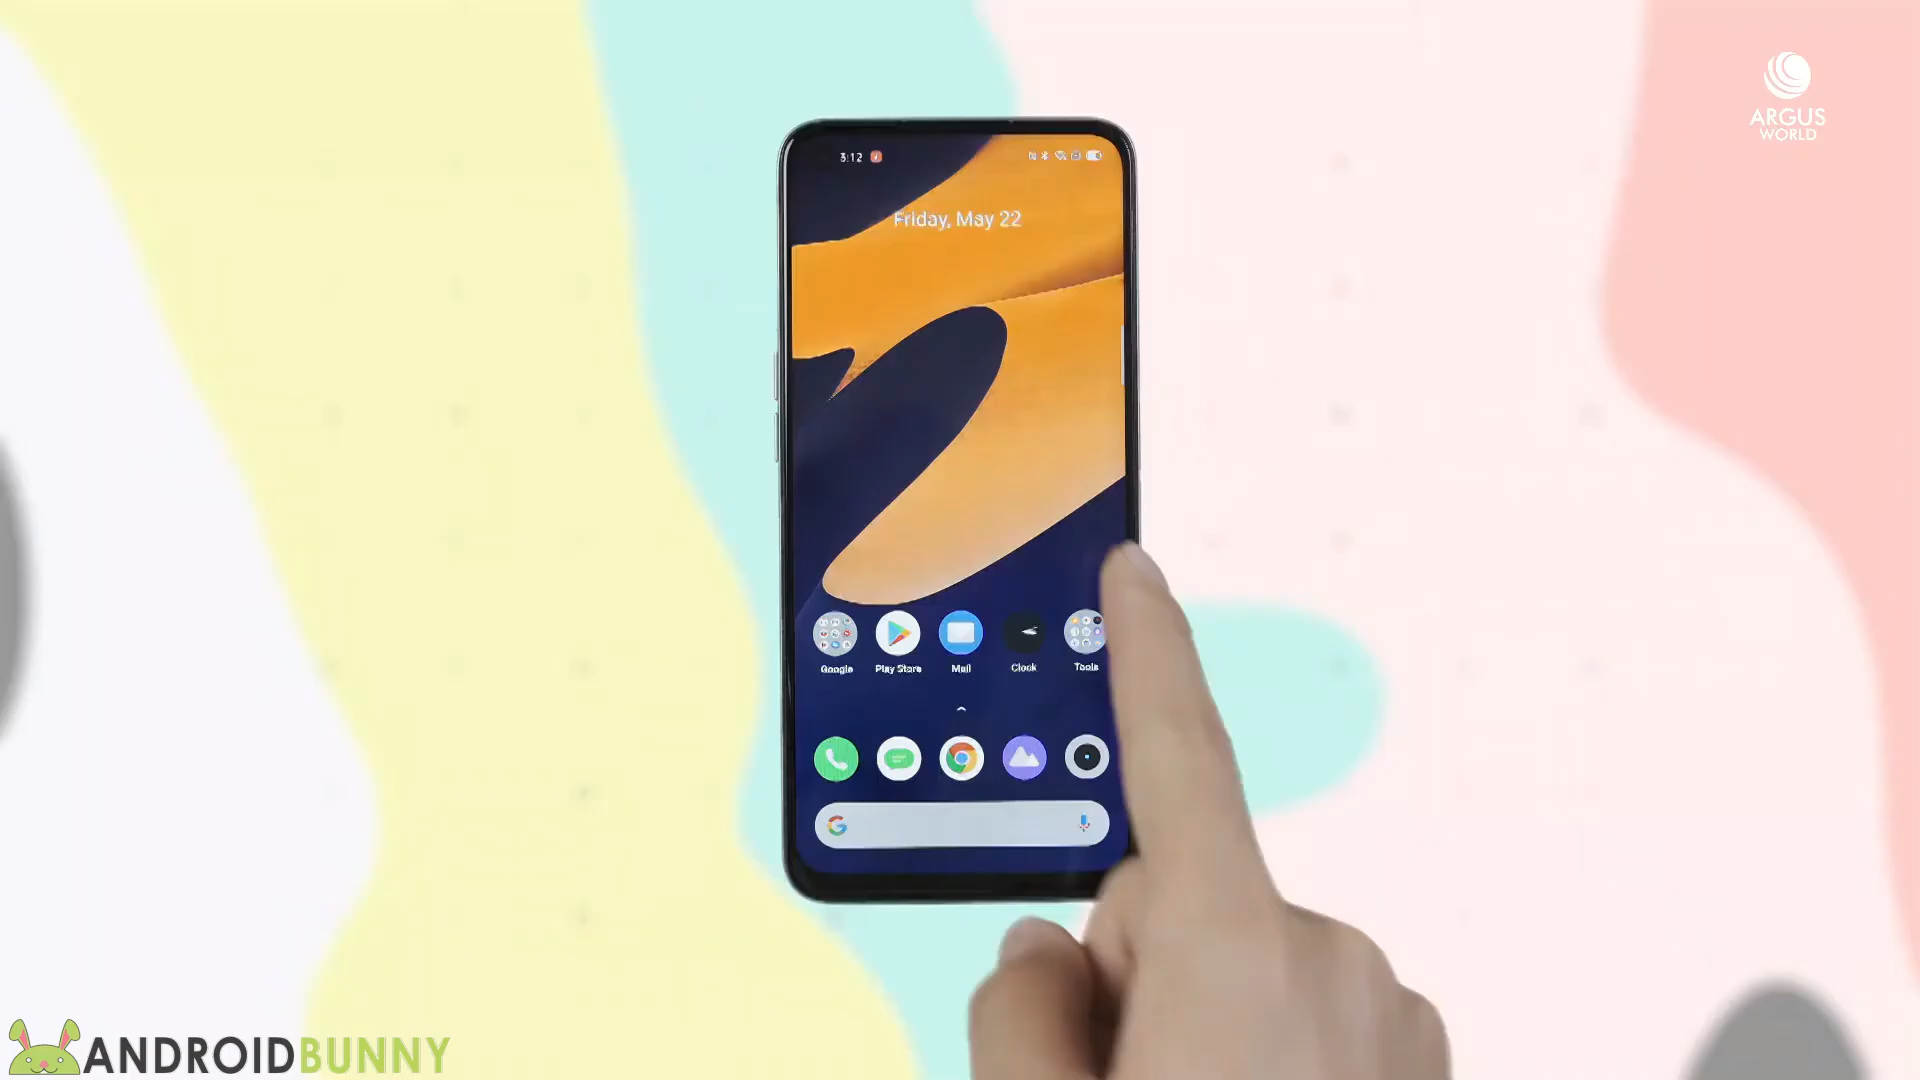 ARGUS
WORLD
3:12
Friday, May 22
Google
Play Store
Mail
Clock
Tools
ANDROIDBUNNY